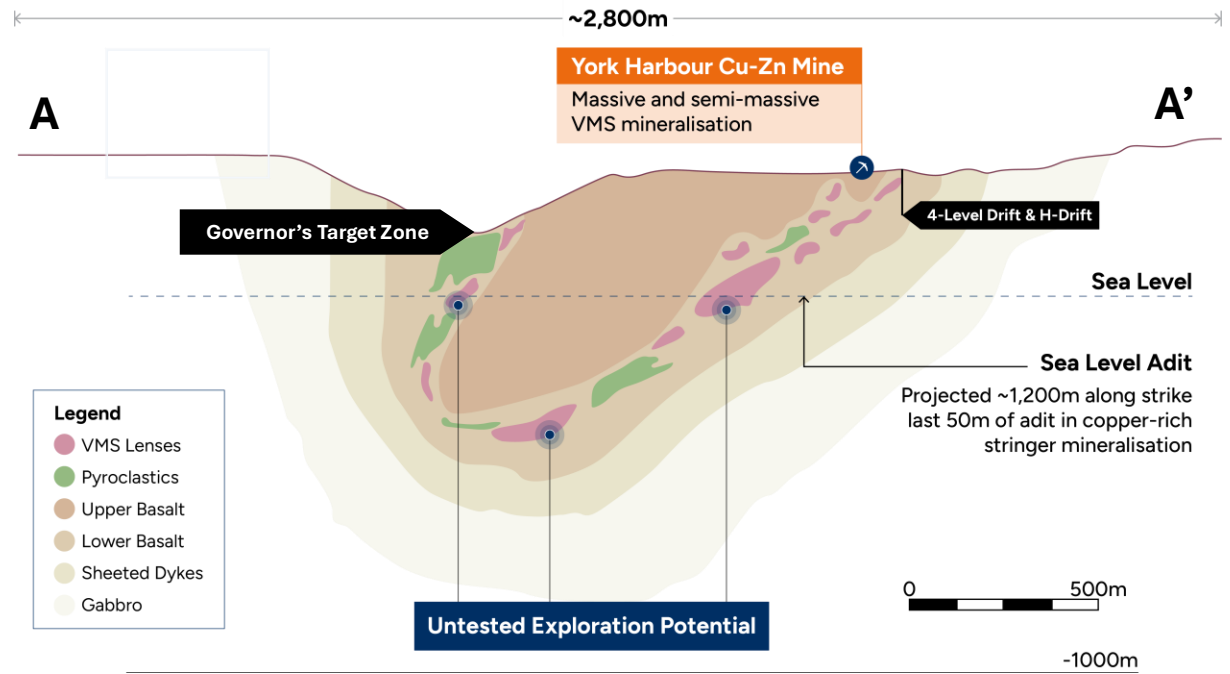 ~2,800m
A
A’
York Harbour Cu-Zn Mine
Massive and semi-massive
VMS mineralisation
Governor’s Target Zone
4-Level Drift & H-Drift
Sea Level
Sea Level Adit
Projected ~1,200m along strike
last 50m of adit in copper-rich
stringer mineralisation
Legend
VMS Lenses
Pyroclastics
Upper Basalt
Lower Basalt
Sheeted Dykes
Gabbro
0
500m
Untested Exploration Potential
-1000m